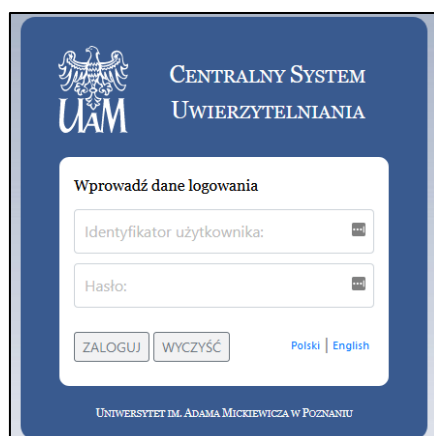 UAM
CENTRALNY SYSTEM
UWIERZYTELNIANIA
Wprowadź dane logowania
Identyfikator użytkownika:
Hasło:
ZALOGUJ WYCZYŚĆ Polski | English
UNIWERSYTET IM. ADAMA MICKIEWICZA W POZNANIU